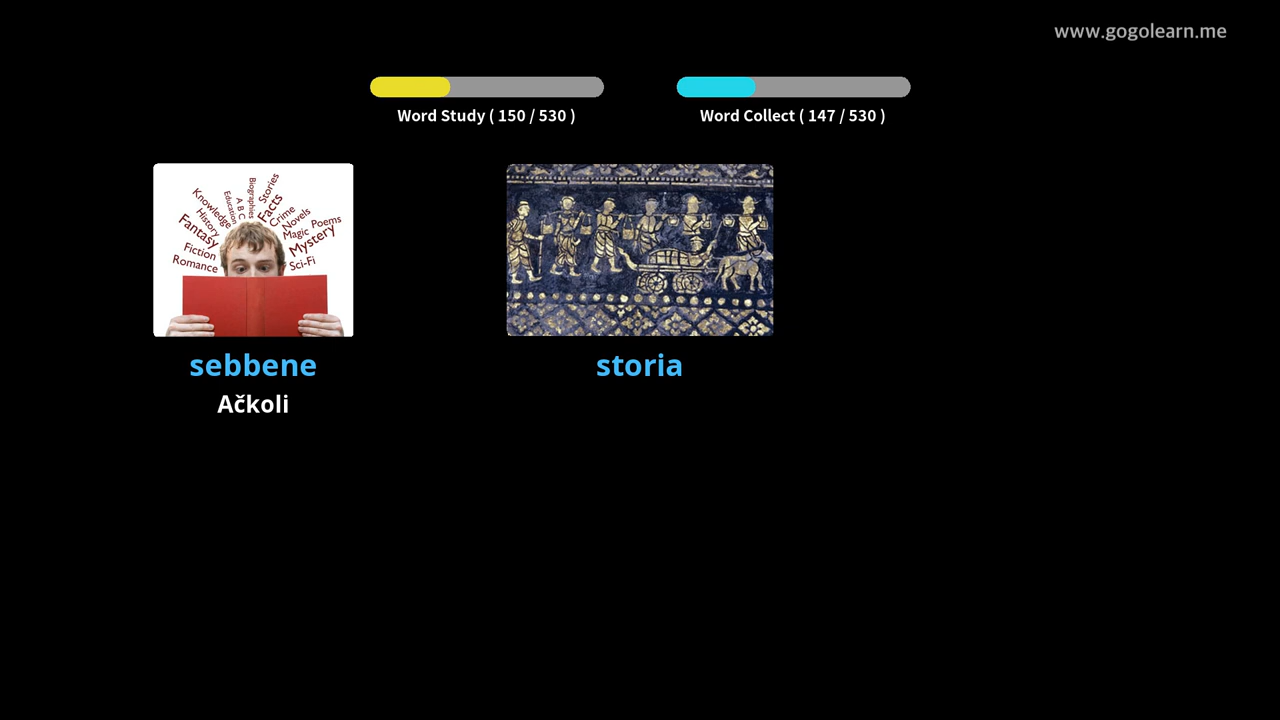 www.gogolearn.me
Word Study ( 150 / 530 )
Word Collect ( 147 / 530 )
Knowledge
History
Fantasy
Fiction
Romance
Education
A B C
Biographies
Stories
Facts
Crime
Novels
Magic
Poems
Mystery
Sci-Fi
sebbene
storia
Ačkoli